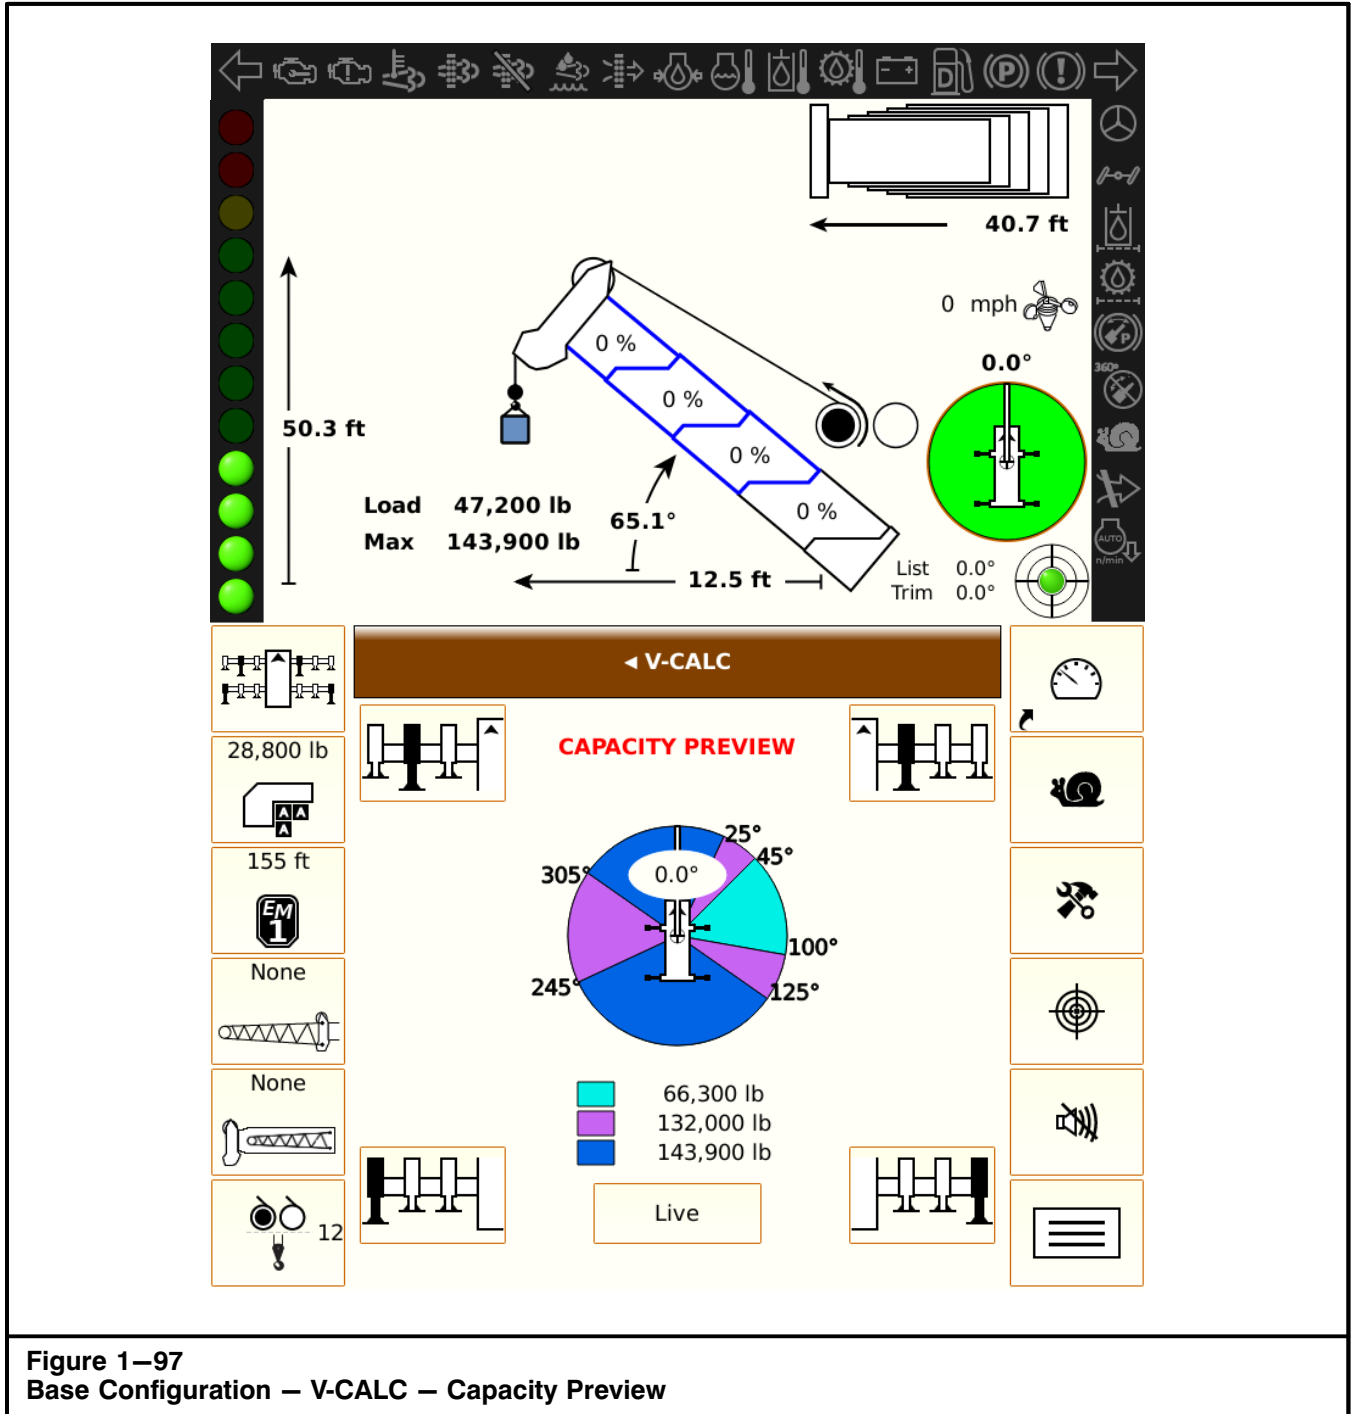 D
P
40.7 ft
0 mph
P
0.0°
360°
0 %
0 %
0 %
0 %
50.3 ft
Load 47,200 lb
Max 143,900 lb
65.1°
12.5 ft
List 0.0°
Trim 0.0°
AUTO
n/min
◄ V-CALC
28,800 lb
A A
A
CAPACITY PREVIEW
155 ft
EM
1
25°
45°
305°
0.0°
100°
245°
125°
None
None
66,300 lb
132,000 lb
143,900 lb
Live
12
Figure 1–97
Base Configuration – V-CALC – Capacity Preview